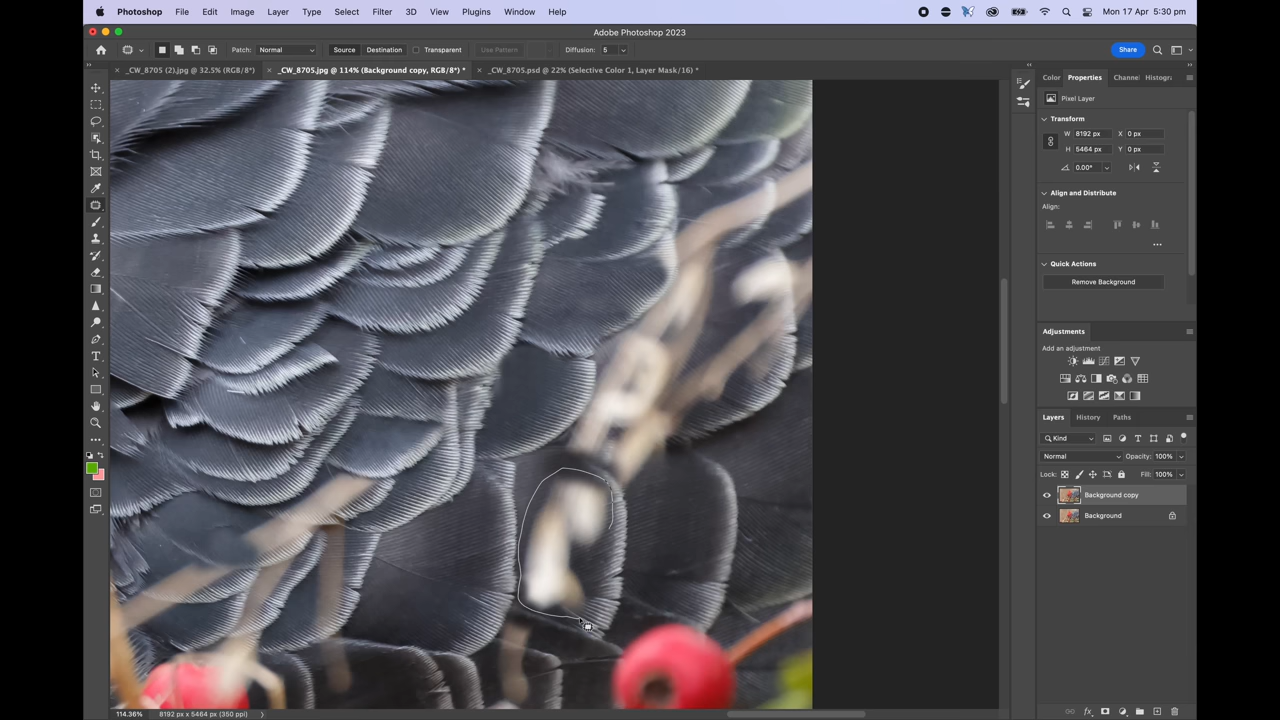 Photoshop File Edit Image Layer Type Select Filter 3D View Plugins Window Help Mon 17 Apr 5:30 pm
Adobe Photoshop 2023
Patch: Normal Source Destination Transparent Use Pattern Diffusion: 5 Share
_CW_8705 (2).jpg @ 32.5% (RGB/8*) _CW_8705.jpg @ 114% (Background copy, RGB/8*) * _CW_8705.psd @ 22% (Selective Color 1, Layer Mask/16) *
Color Properties Channe Histogr
Pixel Layer
Transform
W 8192 px X 0 px
H 5464 px Y 0 px
0.00°
Align and Distribute
Align:
Quick Actions
Remove Background
Adjustments
Add an adjustment
Layers History Paths
Kind
Normal Opacity: 100%
Lock: Fill: 100%
Background copy
Background
114.36% 8192 px x 5464 px (350 ppi)